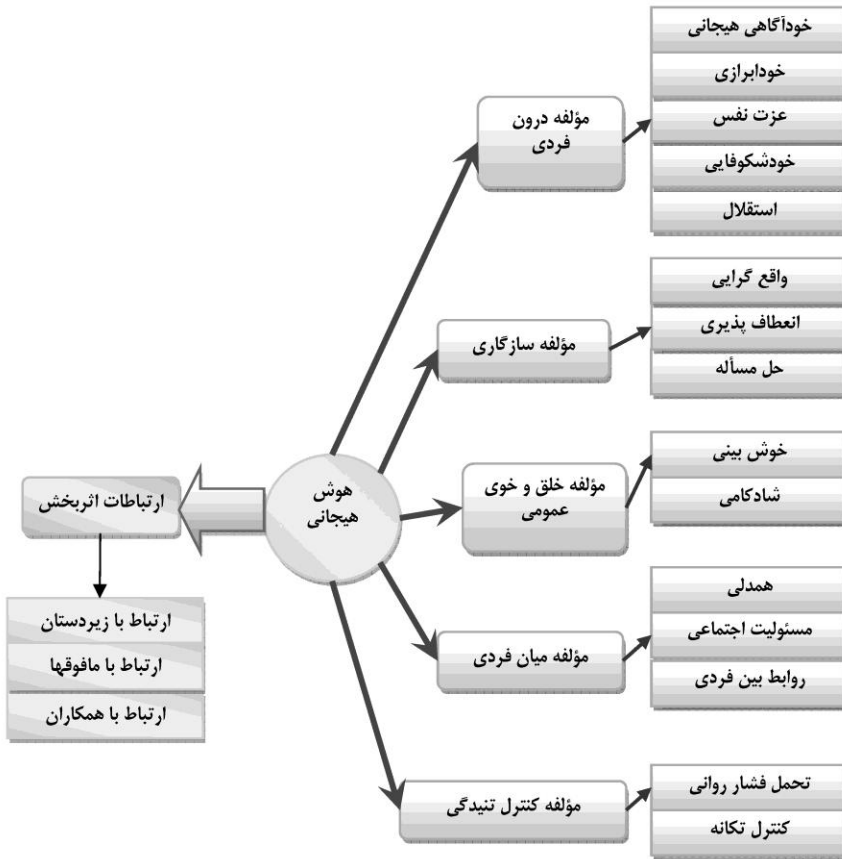 خودآگاهی هیجانی
خودابرازی
عزت نفس
خودشکوفایی
استقلال
مؤلفه درون
فردی
واقع گرایی
انعطاف پذیری
حل مسأله
مؤلفه سازگاری
خوش بینی
شادکامی
مؤلفه خلق و خوی
عمومی
هوش
هیجانی
ارتباطات اثربخش
ارتباط با زیردستان
ارتباط با مافوقها
ارتباط با همکاران
همدلی
مسئولیت اجتماعی
روابط بین فردی
مؤلفه میان فردی
تحمل فشار روانی
کنترل تکانه
مؤلفه کنترل تنیدگی